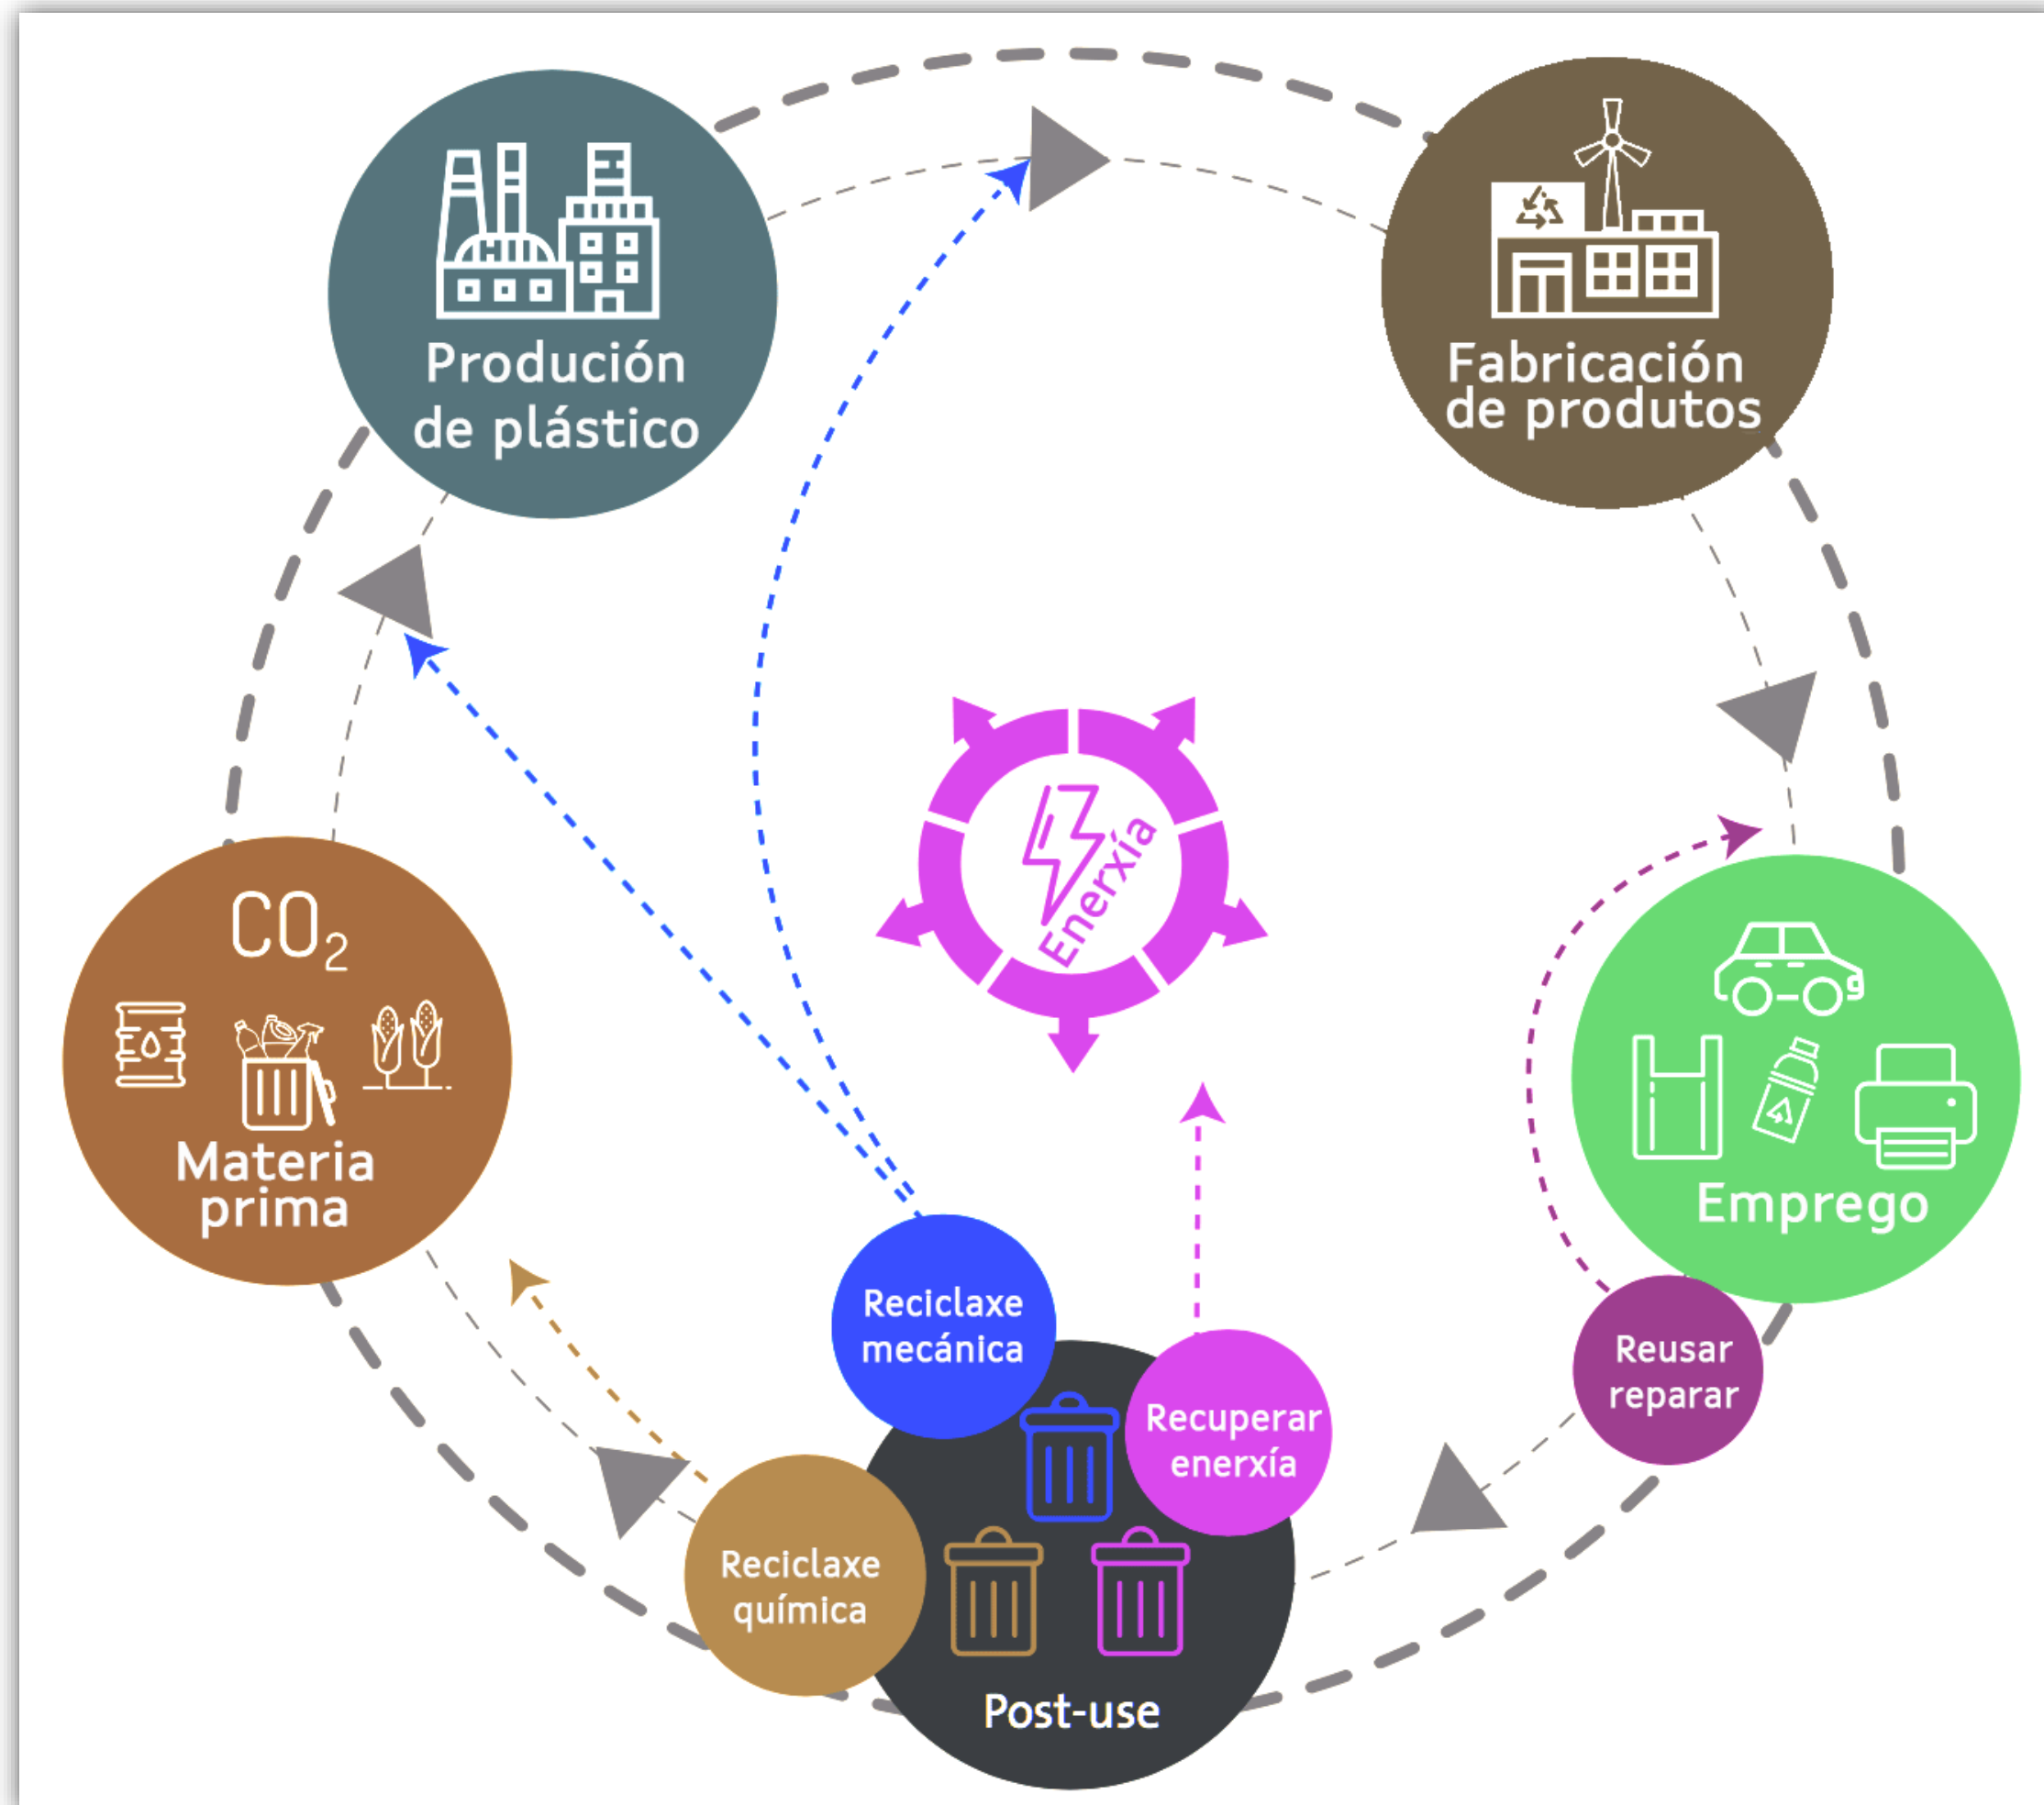 Produción
de plástico
Fabricación
de produtos
Enerxía
CO₂
Materia
prima
Emprego
Reciclaxe
mecánica
Reusar
reparar
Recuperar
enerxía
Reciclaxe
química
Post-use